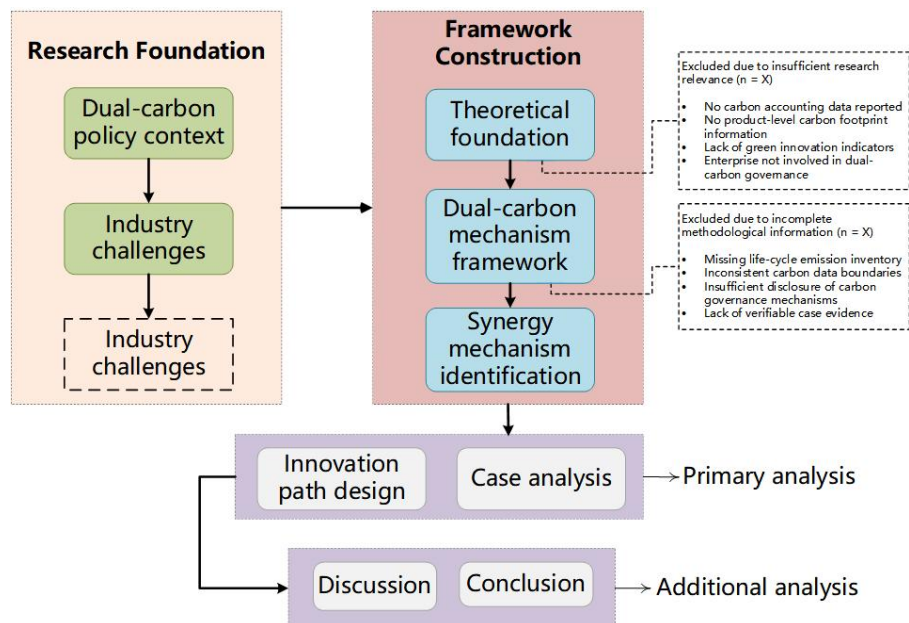 Research Foundation
Dual-carbon
policy context
Industry
challenges
Industry
challenges
Framework
Construction
Theoretical
foundation
Dual-carbon
mechanism
framework
Synergy
mechanism
identification
Excluded due to insufficient research
relevance (n = X)
• No carbon accounting data reported
• No product-level carbon footprint
information
• Lack of green innovation indicators
• Enterprise not involved in dual-
carbon governance
Excluded due to incomplete
methodological information (n = X)
• Missing life-cycle emission inventory
• Inconsistent carbon data boundaries
• Insufficient disclosure of carbon
governance mechanisms
• Lack of verifiable case evidence
Innovation
path design
Case analysis
Primary analysis
Discussion
Conclusion
Additional analysis